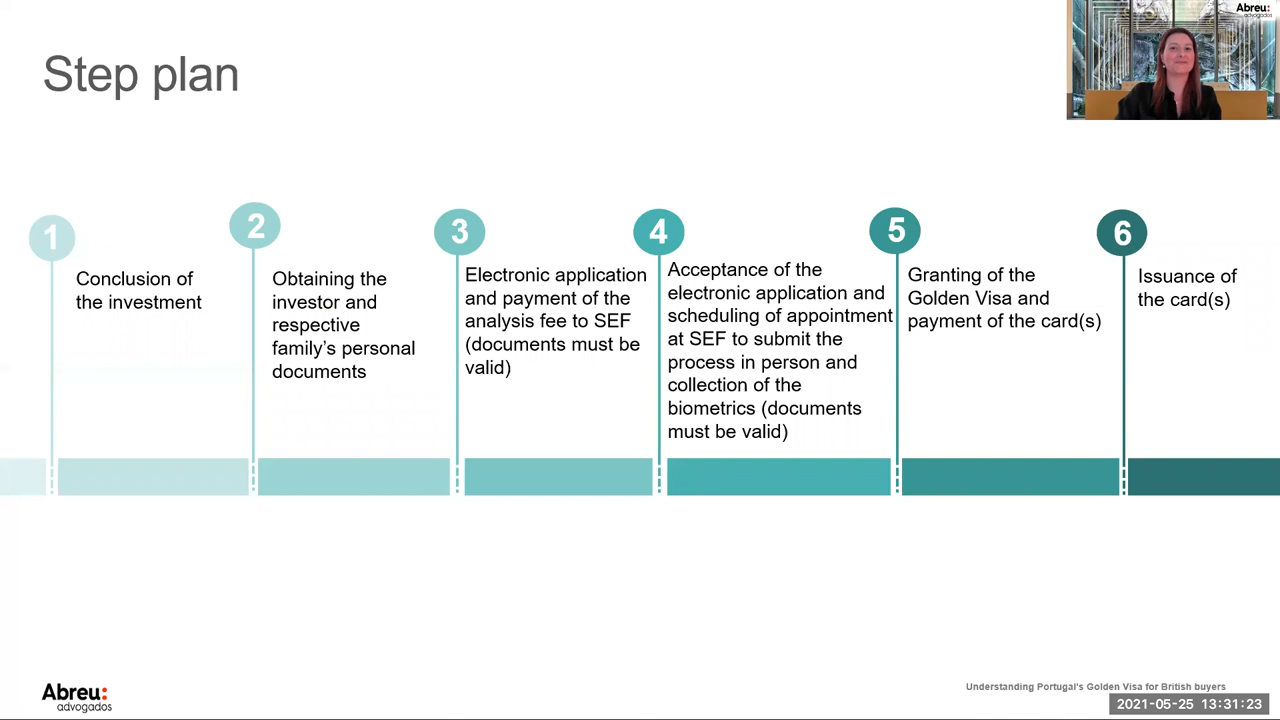 Step plan
Abreu:
advogados
1
Conclusion of
the investment
2
Obtaining the
investor and
respective
family's personal
documents
3
Electronic application
and payment of the
analysis fee to SEF
(documents must be
valid)
4
Acceptance of the
electronic application and
scheduling of appointment
at SEF to submit the
process in person and
collection of the
biometrics (documents
must be valid)
5
Granting of the
Golden Visa and
payment of the card(s)
6
Issuance of
the card(s)
Abreu:
advogados
Understanding Portugal's Golden Visa for British buyers
2021-05-25 13:31:23